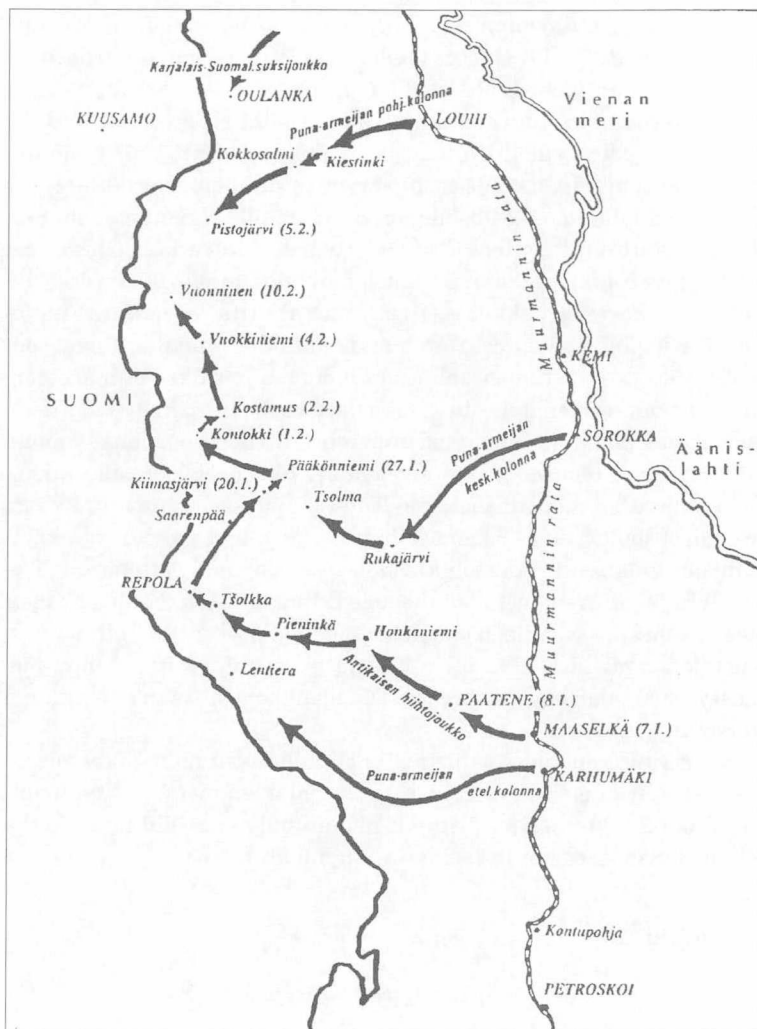 Karjalais-Suomal.suksijoukko
OULANKA
KUUSAMO
Puna-armeijan pohj.kolonna
LOUHI
Vienan
meri
Kokkosalmi
Kiestinki
Pistojärvi (5.2.)
Muurmannin rata
Vuonninen (10.2.)
Vuokkiniemi (4.2.)
KEMI
SUOMI
Kostamus (2.2.)
Kontokki (1.2.)
Puna-armeijan
kesk.kolonna
SOROKKA
Äänis-
lahti
Pääkönniemi (27.1.)
Kiimasjärvi (20.1.)
Tsolma
Saarenpää
Rukajärvi
Muurmannin rata
REPOLA
Tšolkka
Pieninkä
Honkaniemi
Lentiera
Antikaisen hiihtojoukko
PAATENE (8.1.)
MAASELKÄ (7.1.)
Puna-armeijan
etel.kolonna
KARHUMÄKI
Kontupohja
PETROSKOI